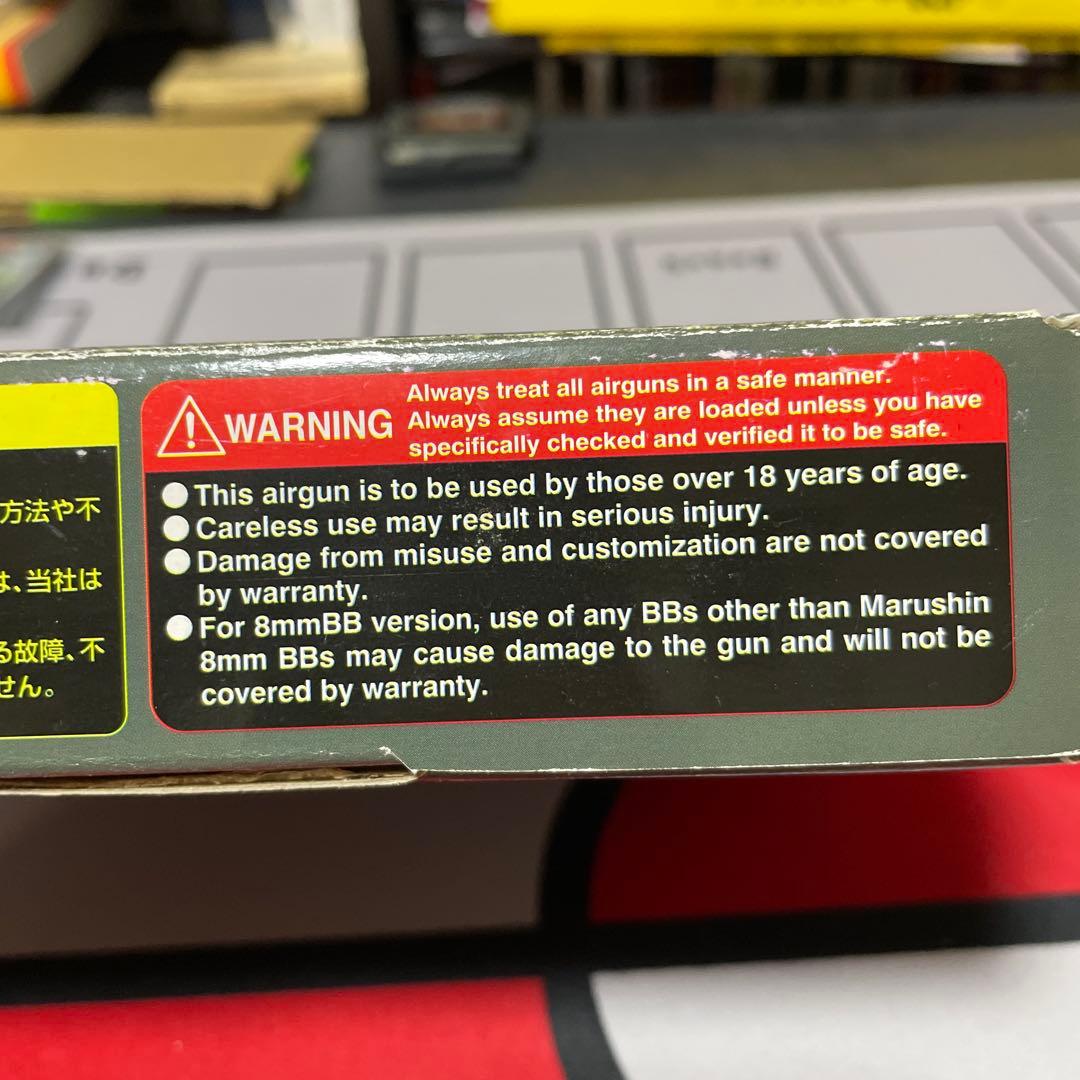 方法や不
は、当社は
る故障、不
せん。
WARNING
Always treat all airguns in a safe manner.
Always assume they are loaded unless you have
specifically checked and verified it to be safe.
● This airgun is to be used by those over 18 years of age.
● Careless use may result in serious injury.
● Damage from misuse and customization are not covered
by warranty.
● For 8mmBB version, use of any BBs other than Marushin
8mm BBs may cause damage to the gun and will not be
covered by warranty.